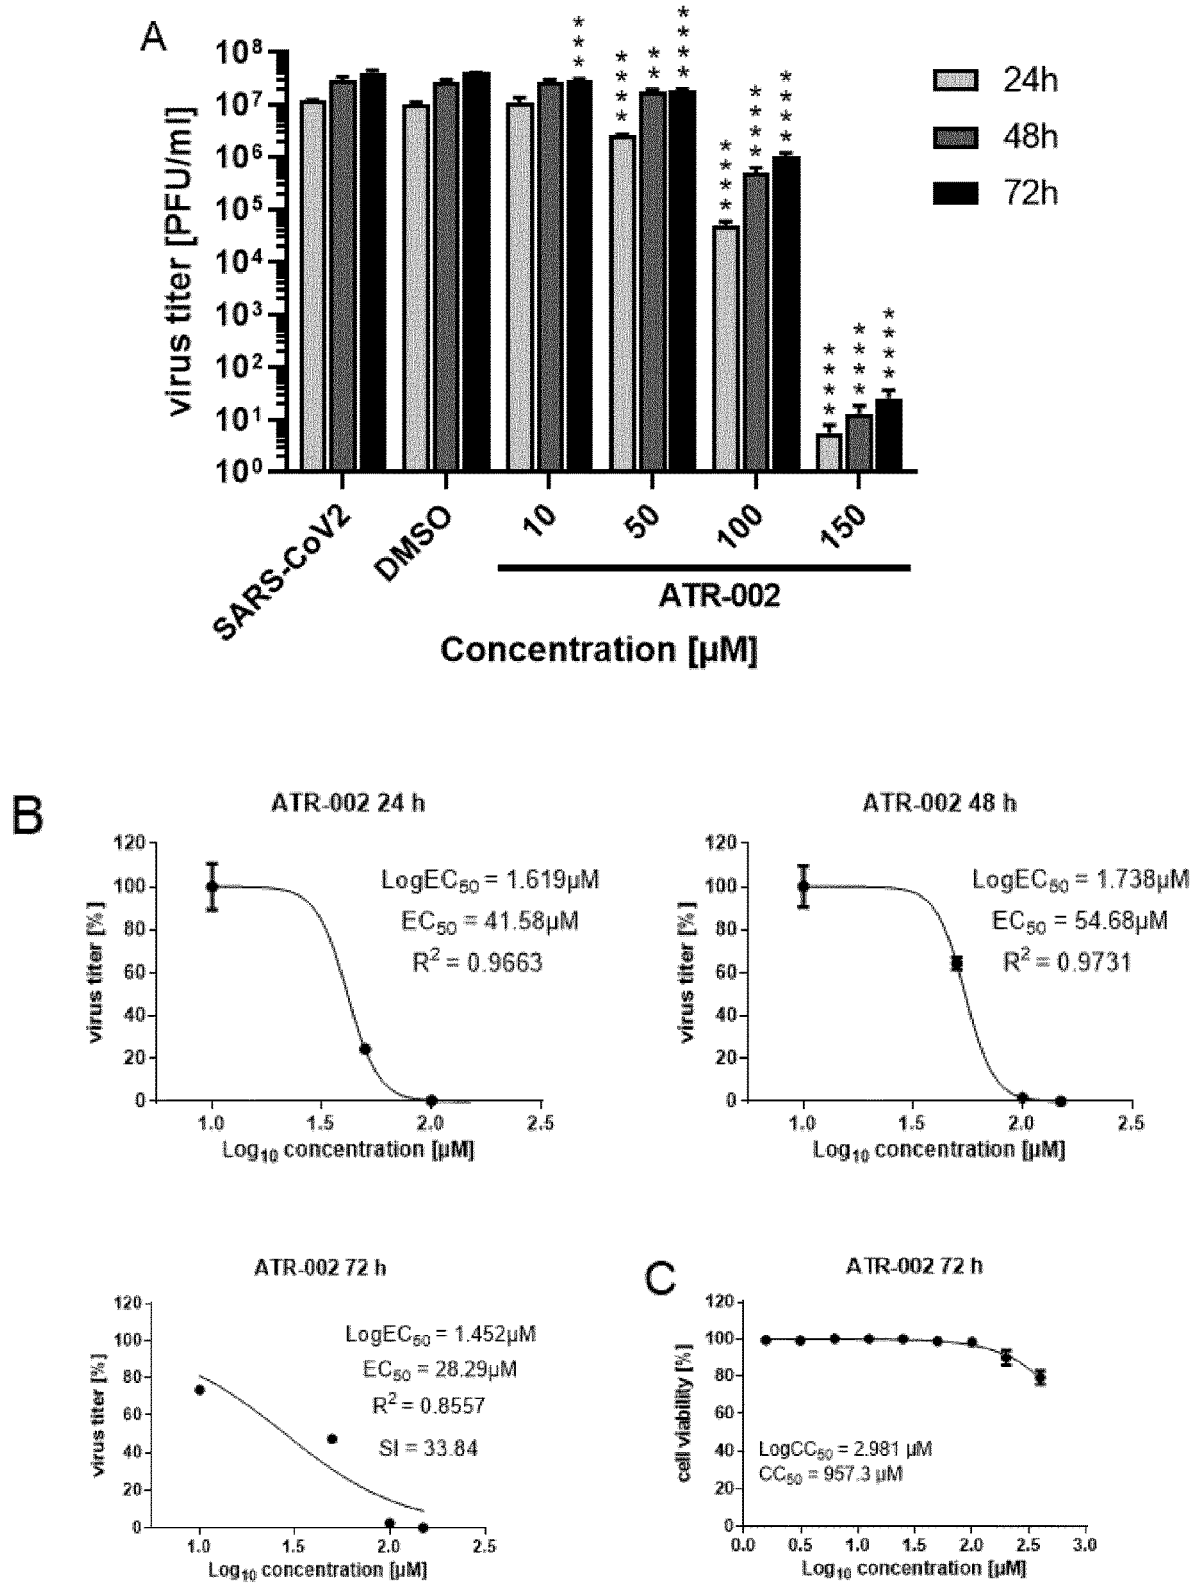 A
virus titer [PFU/ml]
10⁸
10⁷
10⁶
10⁵
10⁴
10³
10²
10¹
10⁰
***
****
**
****
****
****
****
****
****
****
24h
48h
72h
SARS-CoV2
DMSO
10
50
100
150
ATR-002
Concentration [µM]
B
ATR-002 24 h
virus titer [%]
120
100
80
60
40
20
0
LogEC₅₀ = 1.619µM
EC₅₀ = 41.58µM
R² = 0.9663
1.0 1.5 2.0 2.5
Log₁₀ concentration [µM]
ATR-002 48 h
virus titer [%]
120
100
80
60
40
20
0
LogEC₅₀ = 1.738µM
EC₅₀ = 54.68µM
R² = 0.9731
1.0 1.5 2.0 2.5
Log₁₀ concentration [µM]
ATR-002 72 h
virus titer [%]
120
100
80
60
40
20
0
LogEC₅₀ = 1.452µM
EC₅₀ = 28.29µM
R² = 0.8557
SI = 33.84
1.0 1.5 2.0 2.5
Log₁₀ concentration [µM]
C
ATR-002 72 h
cell viability [%]
120
100
80
60
40
20
0
LogCC₅₀ = 2.981 µM
CC₅₀ = 957.3 µM
0.0 0.5 1.0 1.5 2.0 2.5 3.0
Log₁₀ concentration [µM]